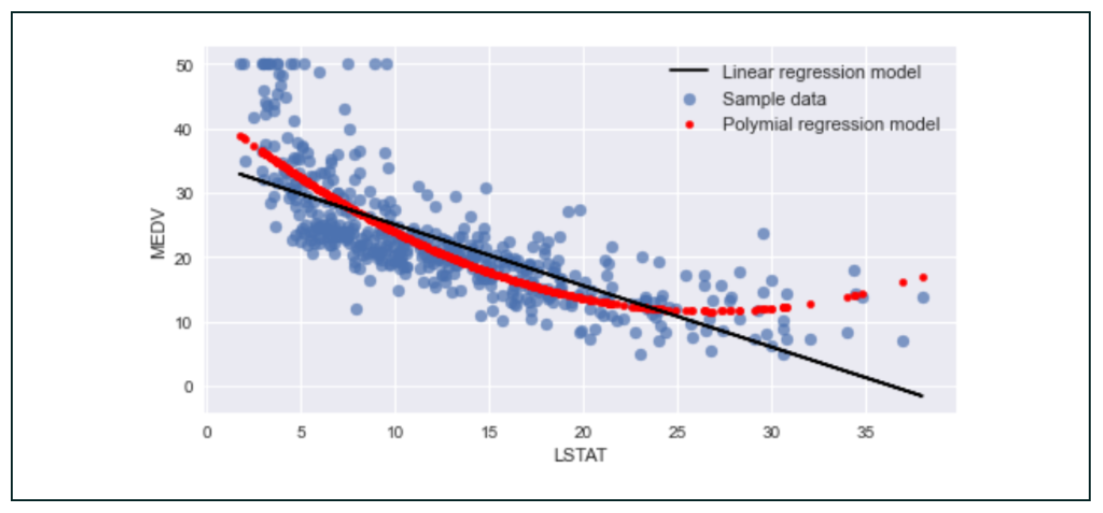 50
40
30
20
10
0
MEDV
Linear regression model
Sample data
Polymial regression model
0 5 10 15 20 25 30 35
LSTAT